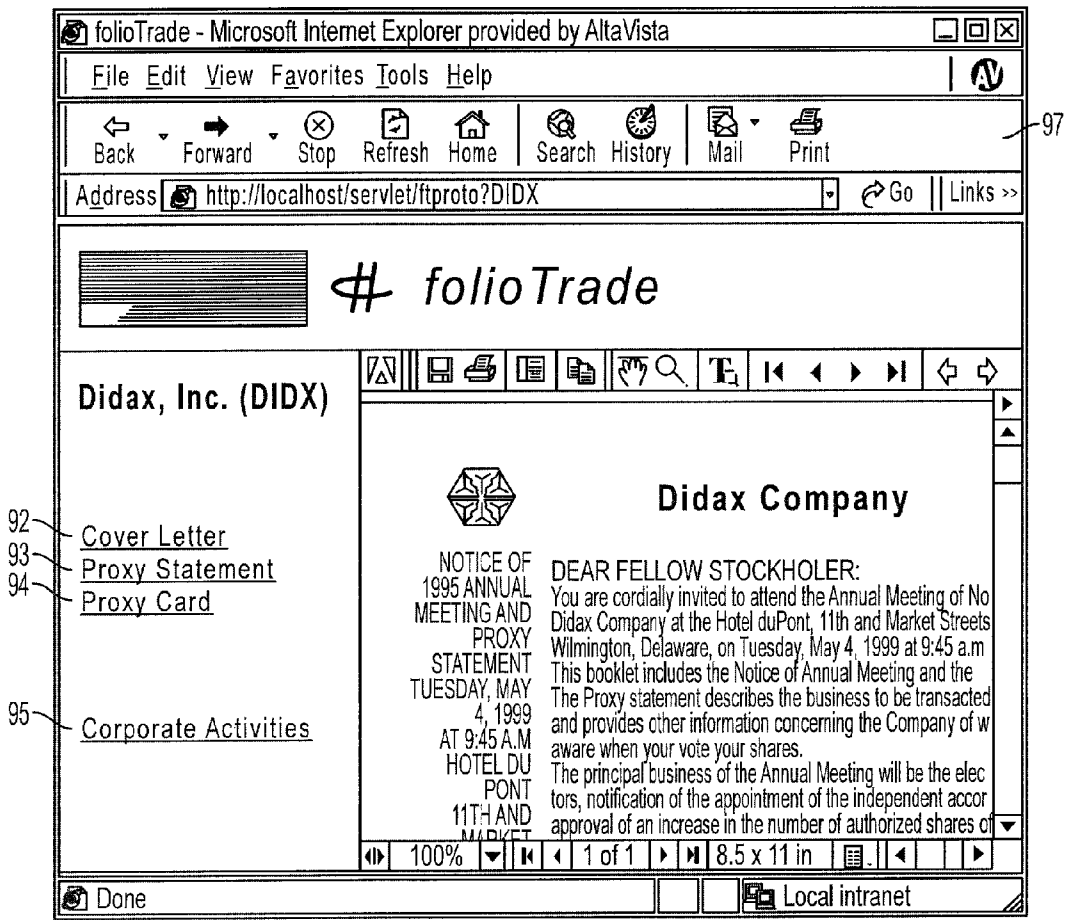 folioTrade - Microsoft Internet Explorer provided by AltaVista
File Edit View Favorites Tools Help
AV
Back Forward Stop Refresh Home Search History Mail Print
97
Address http://localhost/servlet/ftproto?DIDX Go Links >>
folioTrade
Didax, Inc. (DIDX)
92 Cover Letter
93 Proxy Statement
94 Proxy Card
95 Corporate Activities
Didax Company
NOTICE OF
1995 ANNUAL
MEETING AND
PROXY
STATEMENT
TUESDAY, MAY
4, 1999
AT 9:45 A.M
HOTEL DU
PONT
11TH AND
MARKET
DEAR FELLOW STOCKHOLER:
You are cordially invited to attend the Annual Meeting of No
Didax Company at the Hotel duPont, 11th and Market Streets
Wilmington, Delaware, on Tuesday, May 4, 1999 at 9:45 a.m
This booklet includes the Notice of Annual Meeting and the
The Proxy statement describes the business to be transacted
and provides other information concerning the Company of w
aware when your vote your shares.
The principal business of the Annual Meeting will be the elec
tors, notification of the appointment of the independent accor
approval of an increase in the number of authorized shares of
100% 1 of 1 8.5 x 11 in
Done
Local intranet